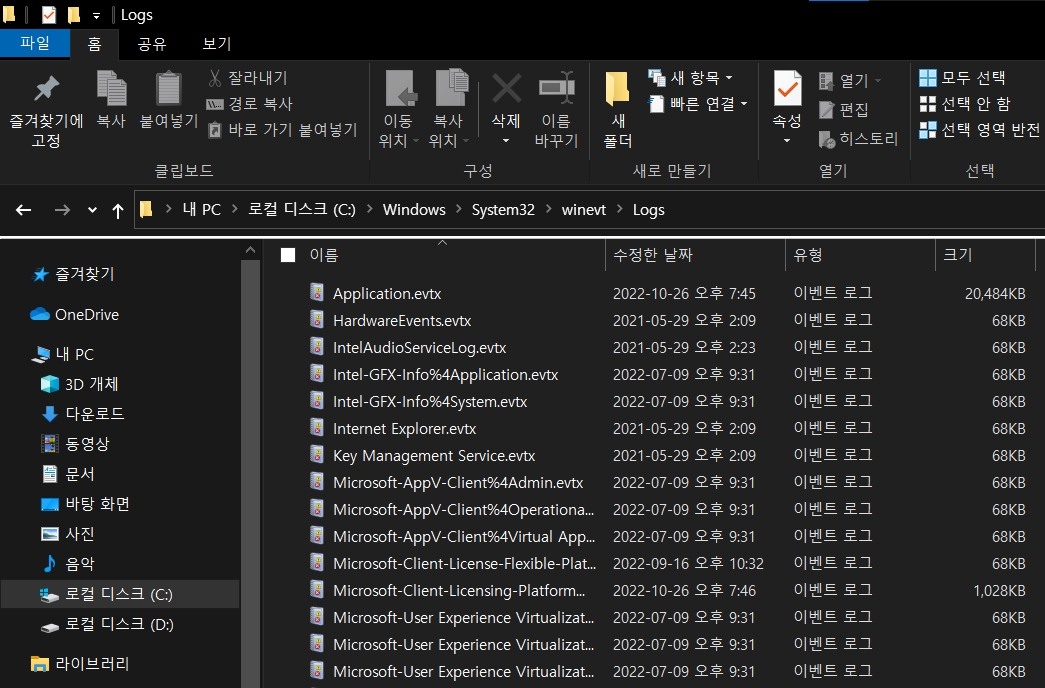 Logs
파일 홈 공유 보기
즐겨찾기에 고정
복사
붙여넣기
잘라내기
경로 복사
바로 가기 붙여넣기
클립보드
이동 위치
복사 위치
삭제
이름 바꾸기
구성
새 폴더
새 항목
빠른 연결
새로 만들기
속성
열기
편집
히스토리
열기
모두 선택
선택 안 함
선택 영역 반전
선택
내 PC > 로컬 디스크 (C:) > Windows > System32 > winevt > Logs
즐겨찾기
OneDrive
내 PC
3D 개체
다운로드
동영상
문서
바탕 화면
사진
음악
로컬 디스크 (C:)
로컬 디스크 (D:)
라이브러리
이름 수정한 날짜 유형 크기
Application.evtx 2022-10-26 오후 7:45 이벤트 로그 20,484KB
HardwareEvents.evtx 2021-05-29 오후 2:09 이벤트 로그 68KB
IntelAudioServiceLog.evtx 2021-05-29 오후 2:23 이벤트 로그 68KB
Intel-GFX-Info%4Application.evtx 2022-07-09 오후 9:31 이벤트 로그 68KB
Intel-GFX-Info%4System.evtx 2022-07-09 오후 9:31 이벤트 로그 68KB
Internet Explorer.evtx 2021-05-29 오후 2:09 이벤트 로그 68KB
Key Management Service.evtx 2021-05-29 오후 2:09 이벤트 로그 68KB
Microsoft-AppV-Client%4Admin.evtx 2022-07-09 오후 9:31 이벤트 로그 68KB
Microsoft-AppV-Client%4Operationa... 2022-07-09 오후 9:31 이벤트 로그 68KB
Microsoft-AppV-Client%4Virtual App... 2022-07-09 오후 9:31 이벤트 로그 68KB
Microsoft-Client-License-Flexible-Plat... 2022-09-16 오후 10:32 이벤트 로그 68KB
Microsoft-Client-Licensing-Platform... 2022-10-26 오후 7:46 이벤트 로그 1,028KB
Microsoft-User Experience Virtualizat... 2022-07-09 오후 9:31 이벤트 로그 68KB
Microsoft-User Experience Virtualizat... 2022-07-09 오후 9:31 이벤트 로그 68KB
Microsoft-User Experience Virtualizat... 2022-07-09 오후 9:31 이벤트 로그 68KB